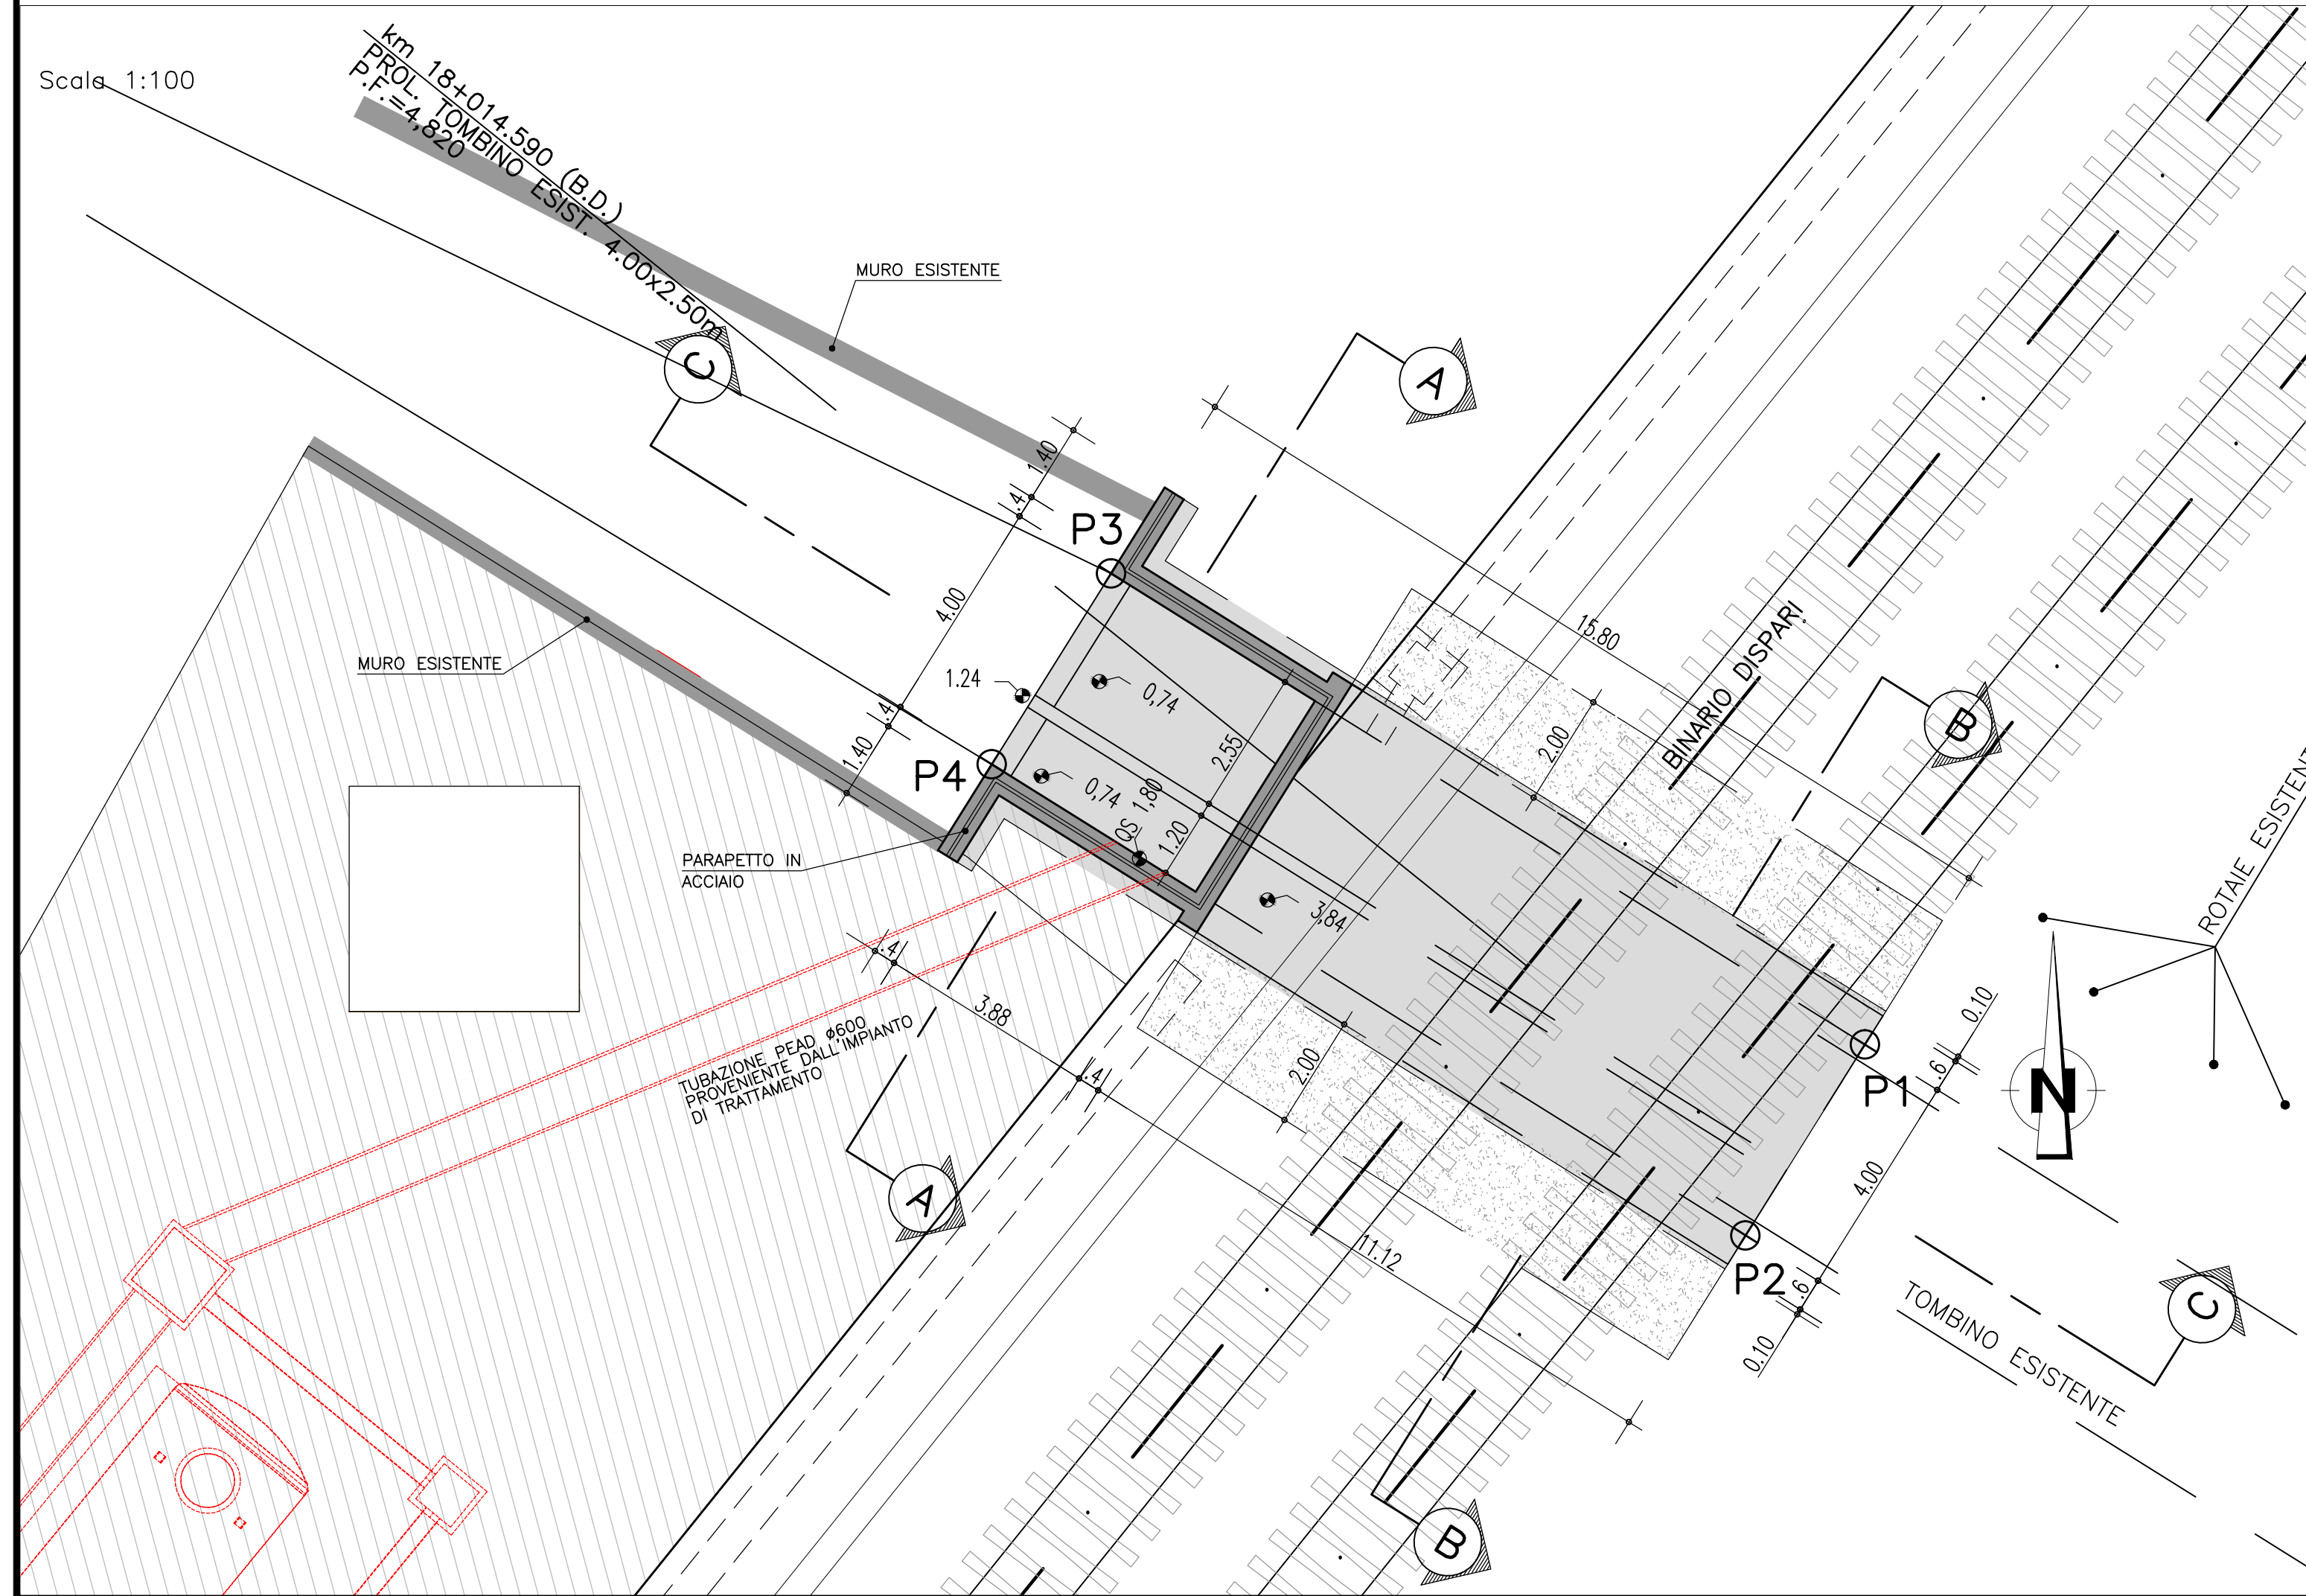 Scala 1:100
km 18+014.590 (B.D.)
PROL. TOMBINO ESIST. 4.00x2.50m
P.F.=4,820
MURO ESISTENTE
C
A
1.40
.4
P3
4.00
15.80
MURO ESISTENTE
1.24
0,74
2.55
2.00
BINARIO DISPARI
B
ROTAIE ESISTENT
.4
1.40
P4
0,74
QS 1,80
1.20
PARAPETTO IN
ACCIAIO
3,84
.4
3.88
.4
TUBAZIONE PEAD ø600
PROVENIENTE DALL'IMPIANTO
DI TRATTAMENTO
2.00
0.10
.6
P1
N
4.00
A
11.12
P2
.6
0.10
TOMBINO ESISTENTE
C
B